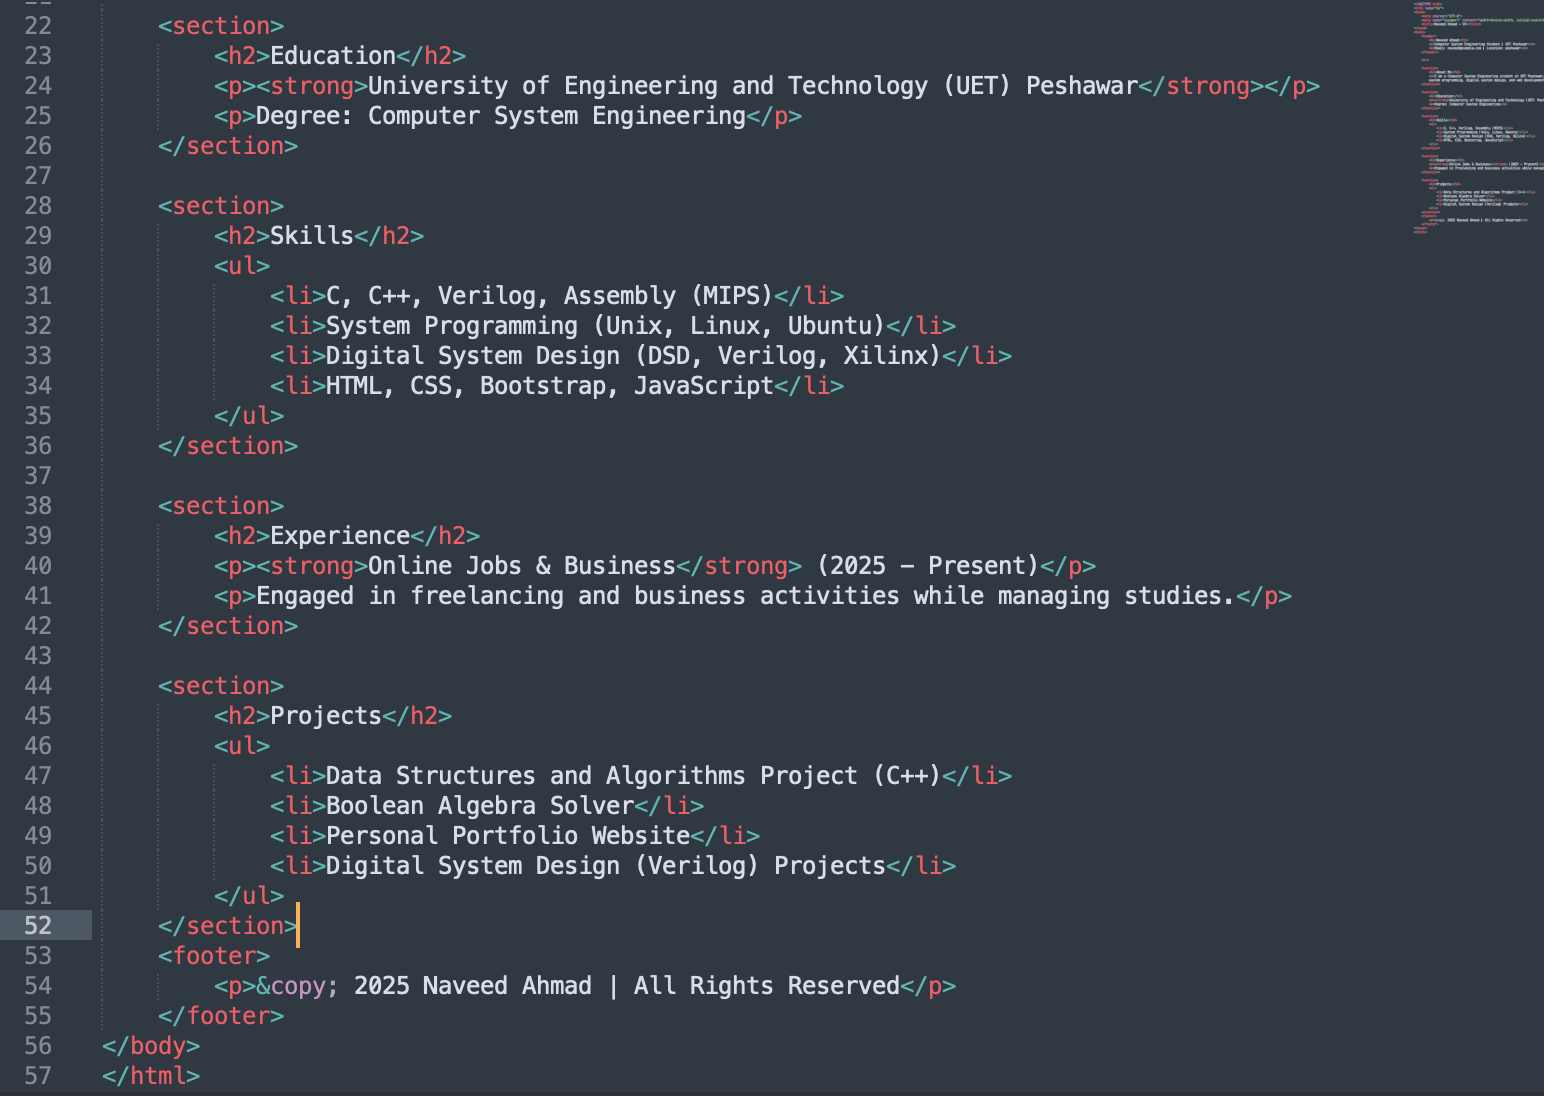 22 <section>
23 <h2>Education</h2>
24 <p><strong>University of Engineering and Technology (UET) Peshawar</strong></p>
25 <p>Degree: Computer System Engineering</p>
26 </section>
27
28 <section>
29 <h2>Skills</h2>
30 <ul>
31 <li>C, C++, Verilog, Assembly (MIPS)</li>
32 <li>System Programming (Unix, Linux, Ubuntu)</li>
33 <li>Digital System Design (DSD, Verilog, Xilinx)</li>
34 <li>HTML, CSS, Bootstrap, JavaScript</li>
35 </ul>
36 </section>
37
38 <section>
39 <h2>Experience</h2>
40 <p><strong>Online Jobs & Business</strong> (2025 – Present)</p>
41 <p>Engaged in freelancing and business activities while managing studies.</p>
42 </section>
43
44 <section>
45 <h2>Projects</h2>
46 <ul>
47 <li>Data Structures and Algorithms Project (C++)</li>
48 <li>Boolean Algebra Solver</li>
49 <li>Personal Portfolio Website</li>
50 <li>Digital System Design (Verilog) Projects</li>
51 </ul>
52 </section>
53 <footer>
54 <p>&copy; 2025 Naveed Ahmad | All Rights Reserved</p>
55 </footer>
56 </body>
57 </html>